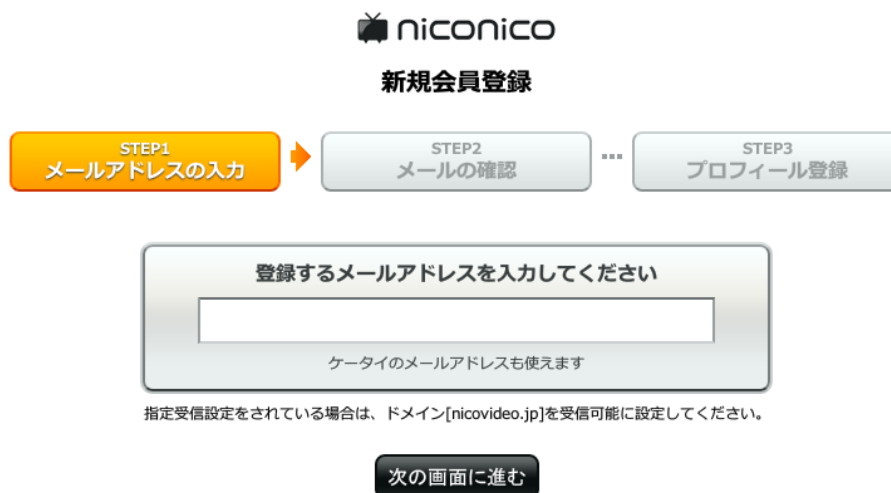 niconico
新規会員登録
STEP1
メールアドレスの入力
STEP2
メールの確認
STEP3
プロフィール登録
登録するメールアドレスを入力してください
ケータイのメールアドレスも使えます
指定受信設定をされている場合は、ドメイン[nicovideo.jp]を受信可能に設定してください。
次の画面に進む